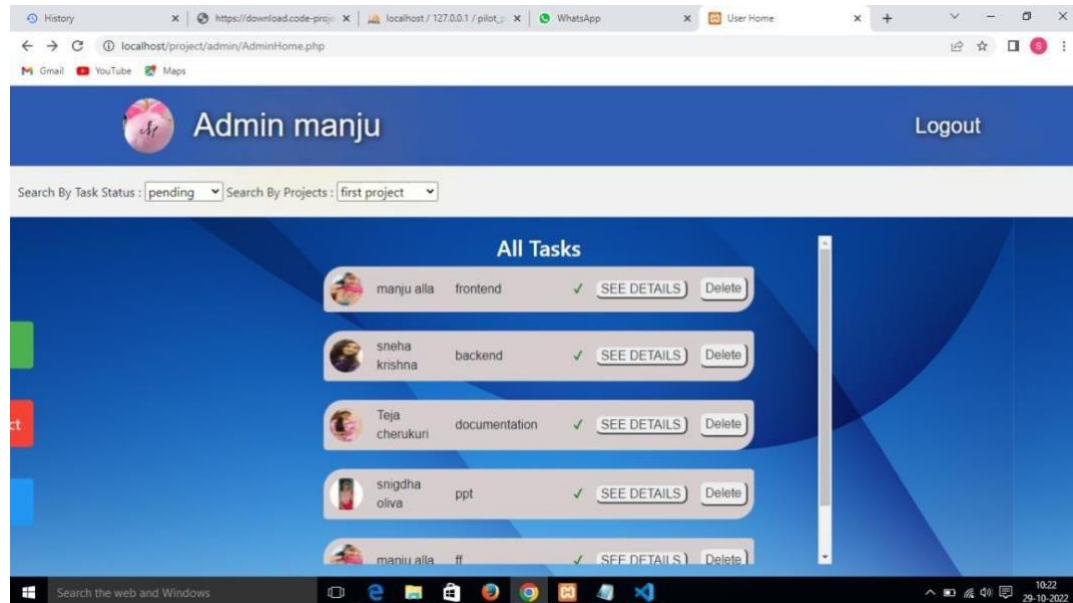 History
https://download.code-proje
localhost / 127.0.0.1 / pilot_p
WhatsApp
User Home
localhost/project/admin/AdminHome.php
S
Gmail YouTube Maps
Admin manju
Logout
Search By Task Status : pending Search By Projects : first project
All Tasks
manju alla frontend ✓ SEE DETAILS Delete
sneha
krishna
backend ✓ SEE DETAILS Delete
ct
Teja
cherukuri
documentation ✓ SEE DETAILS Delete
snigdha
oliva
ppt ✓ SEE DETAILS Delete
manju alla ff ✓ SEE DETAILS Delete
Search the web and Windows
10:22
29-10-2022